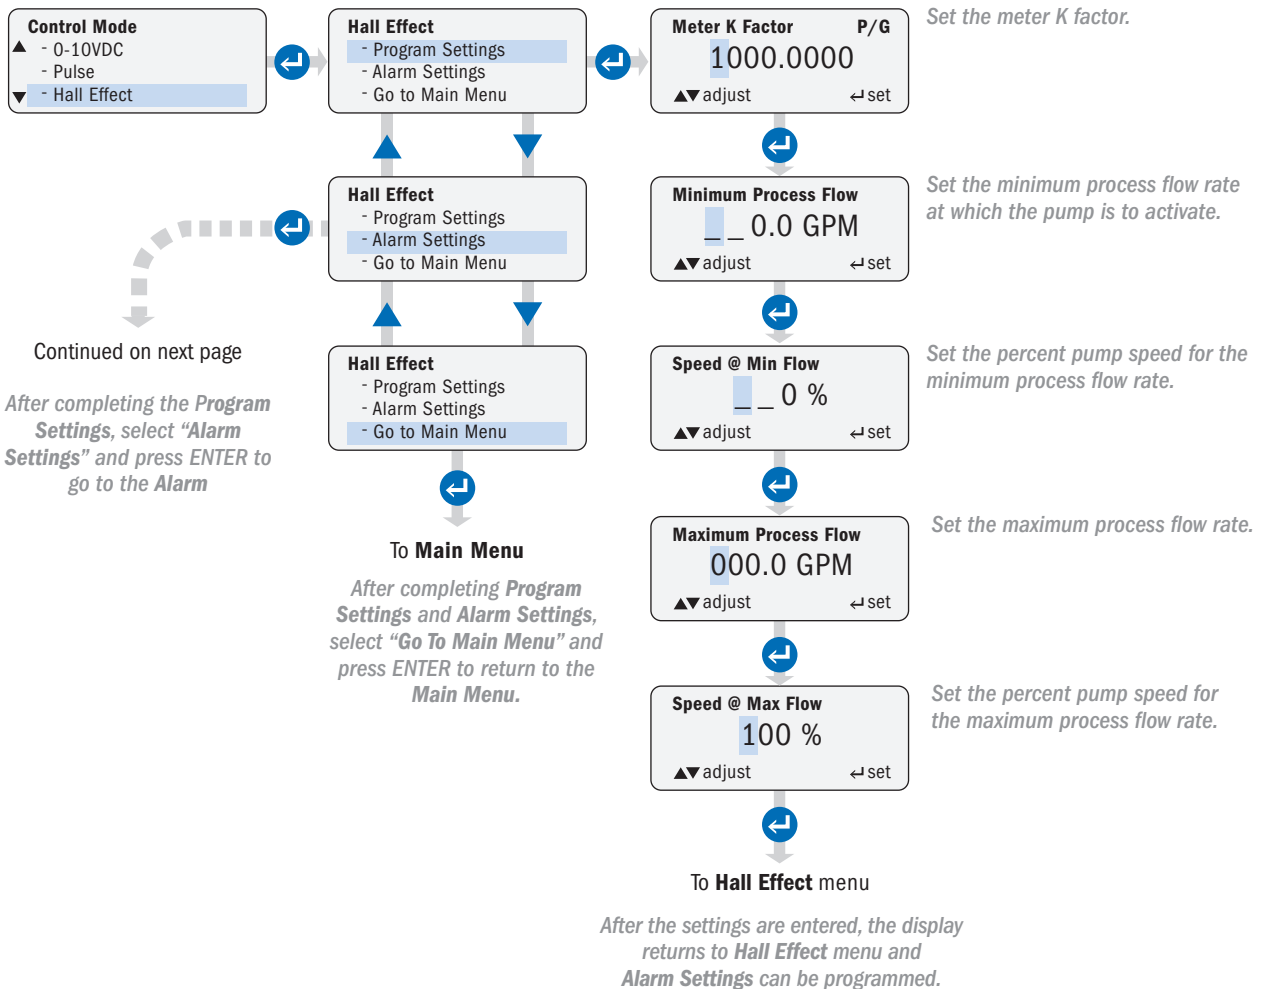 Control Mode
- 0-10VDC
- Pulse
- Hall Effect
Hall Effect
- Program Settings
- Alarm Settings
- Go to Main Menu
Meter K Factor P/G
1000.0000
▲▼ adjust ↵ set
Set the meter K factor.
Hall Effect
- Program Settings
- Alarm Settings
- Go to Main Menu
Minimum Process Flow
_ _ 0.0 GPM
▲▼ adjust ↵ set
Set the minimum process flow rate
at which the pump is to activate.
Continued on next page
After completing the Program
Settings, select “Alarm
Settings” and press ENTER to
go to the Alarm
Hall Effect
- Program Settings
- Alarm Settings
- Go to Main Menu
Speed @ Min Flow
_ _ 0 %
▲▼ adjust ↵ set
Set the percent pump speed for the
minimum process flow rate.
To Main Menu
After completing Program
Settings and Alarm Settings,
select “Go To Main Menu” and
press ENTER to return to the
Main Menu.
Maximum Process Flow
000.0 GPM
▲▼ adjust ↵ set
Set the maximum process flow rate.
Speed @ Max Flow
100 %
▲▼ adjust ↵ set
Set the percent pump speed for
the maximum process flow rate.
To Hall Effect menu
After the settings are entered, the display
returns to Hall Effect menu and
Alarm Settings can be programmed.